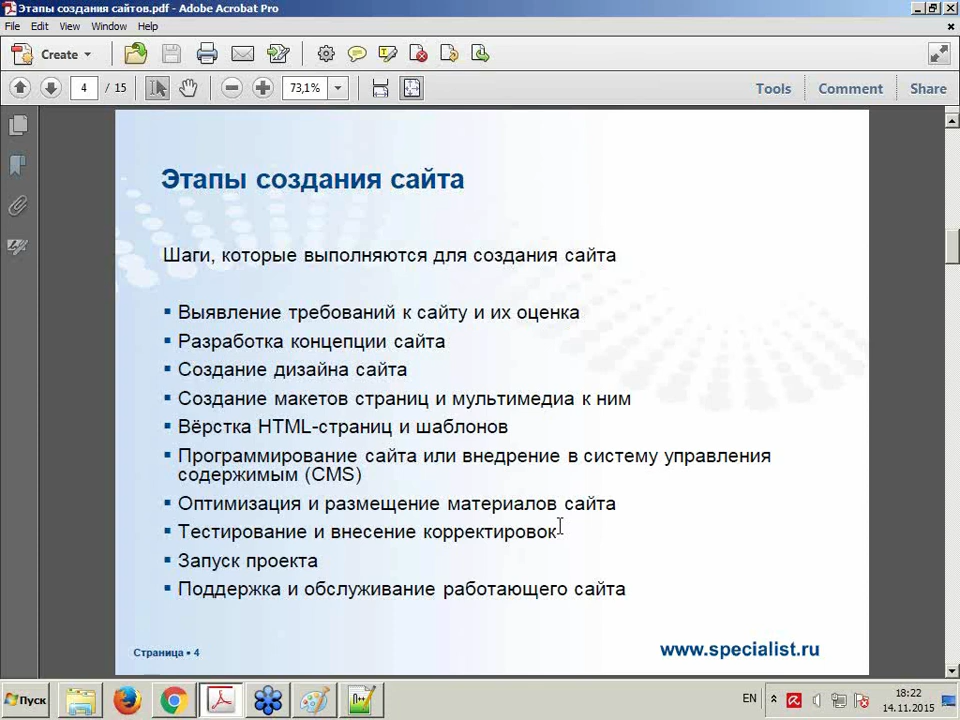 Этапы создания сайтов.pdf - Adobe Acrobat Pro
File Edit View Window Help
Create
4 / 15 73,1% Tools Comment Share
Этапы создания сайта
Шаги, которые выполняются для создания сайта
Выявление требований к сайту и их оценка
Разработка концепции сайта
Создание дизайна сайта
Создание макетов страниц и мультимедиа к ним
Вёрстка HTML-страниц и шаблонов
Программирование сайта или внедрение в систему управления
содержимым (CMS)
Оптимизация и размещение материалов сайта
Тестирование и внесение корректировок
Запуск проекта
Поддержка и обслуживание работающего сайта
Страница ▪ 4
www.specialist.ru
Пуск
EN
18:22
14.11.2015